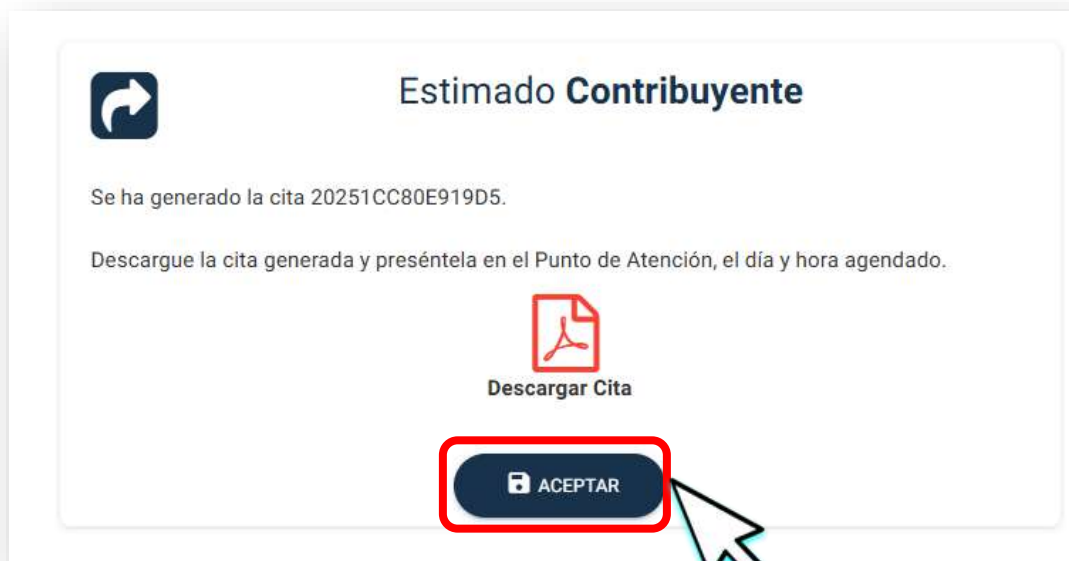 Estimado Contribuyente
Se ha generado la cita 20251CC80E919D5.
Descargue la cita generada y preséntela en el Punto de Atención, el día y hora agendado.
Descargar Cita
ACEPTAR